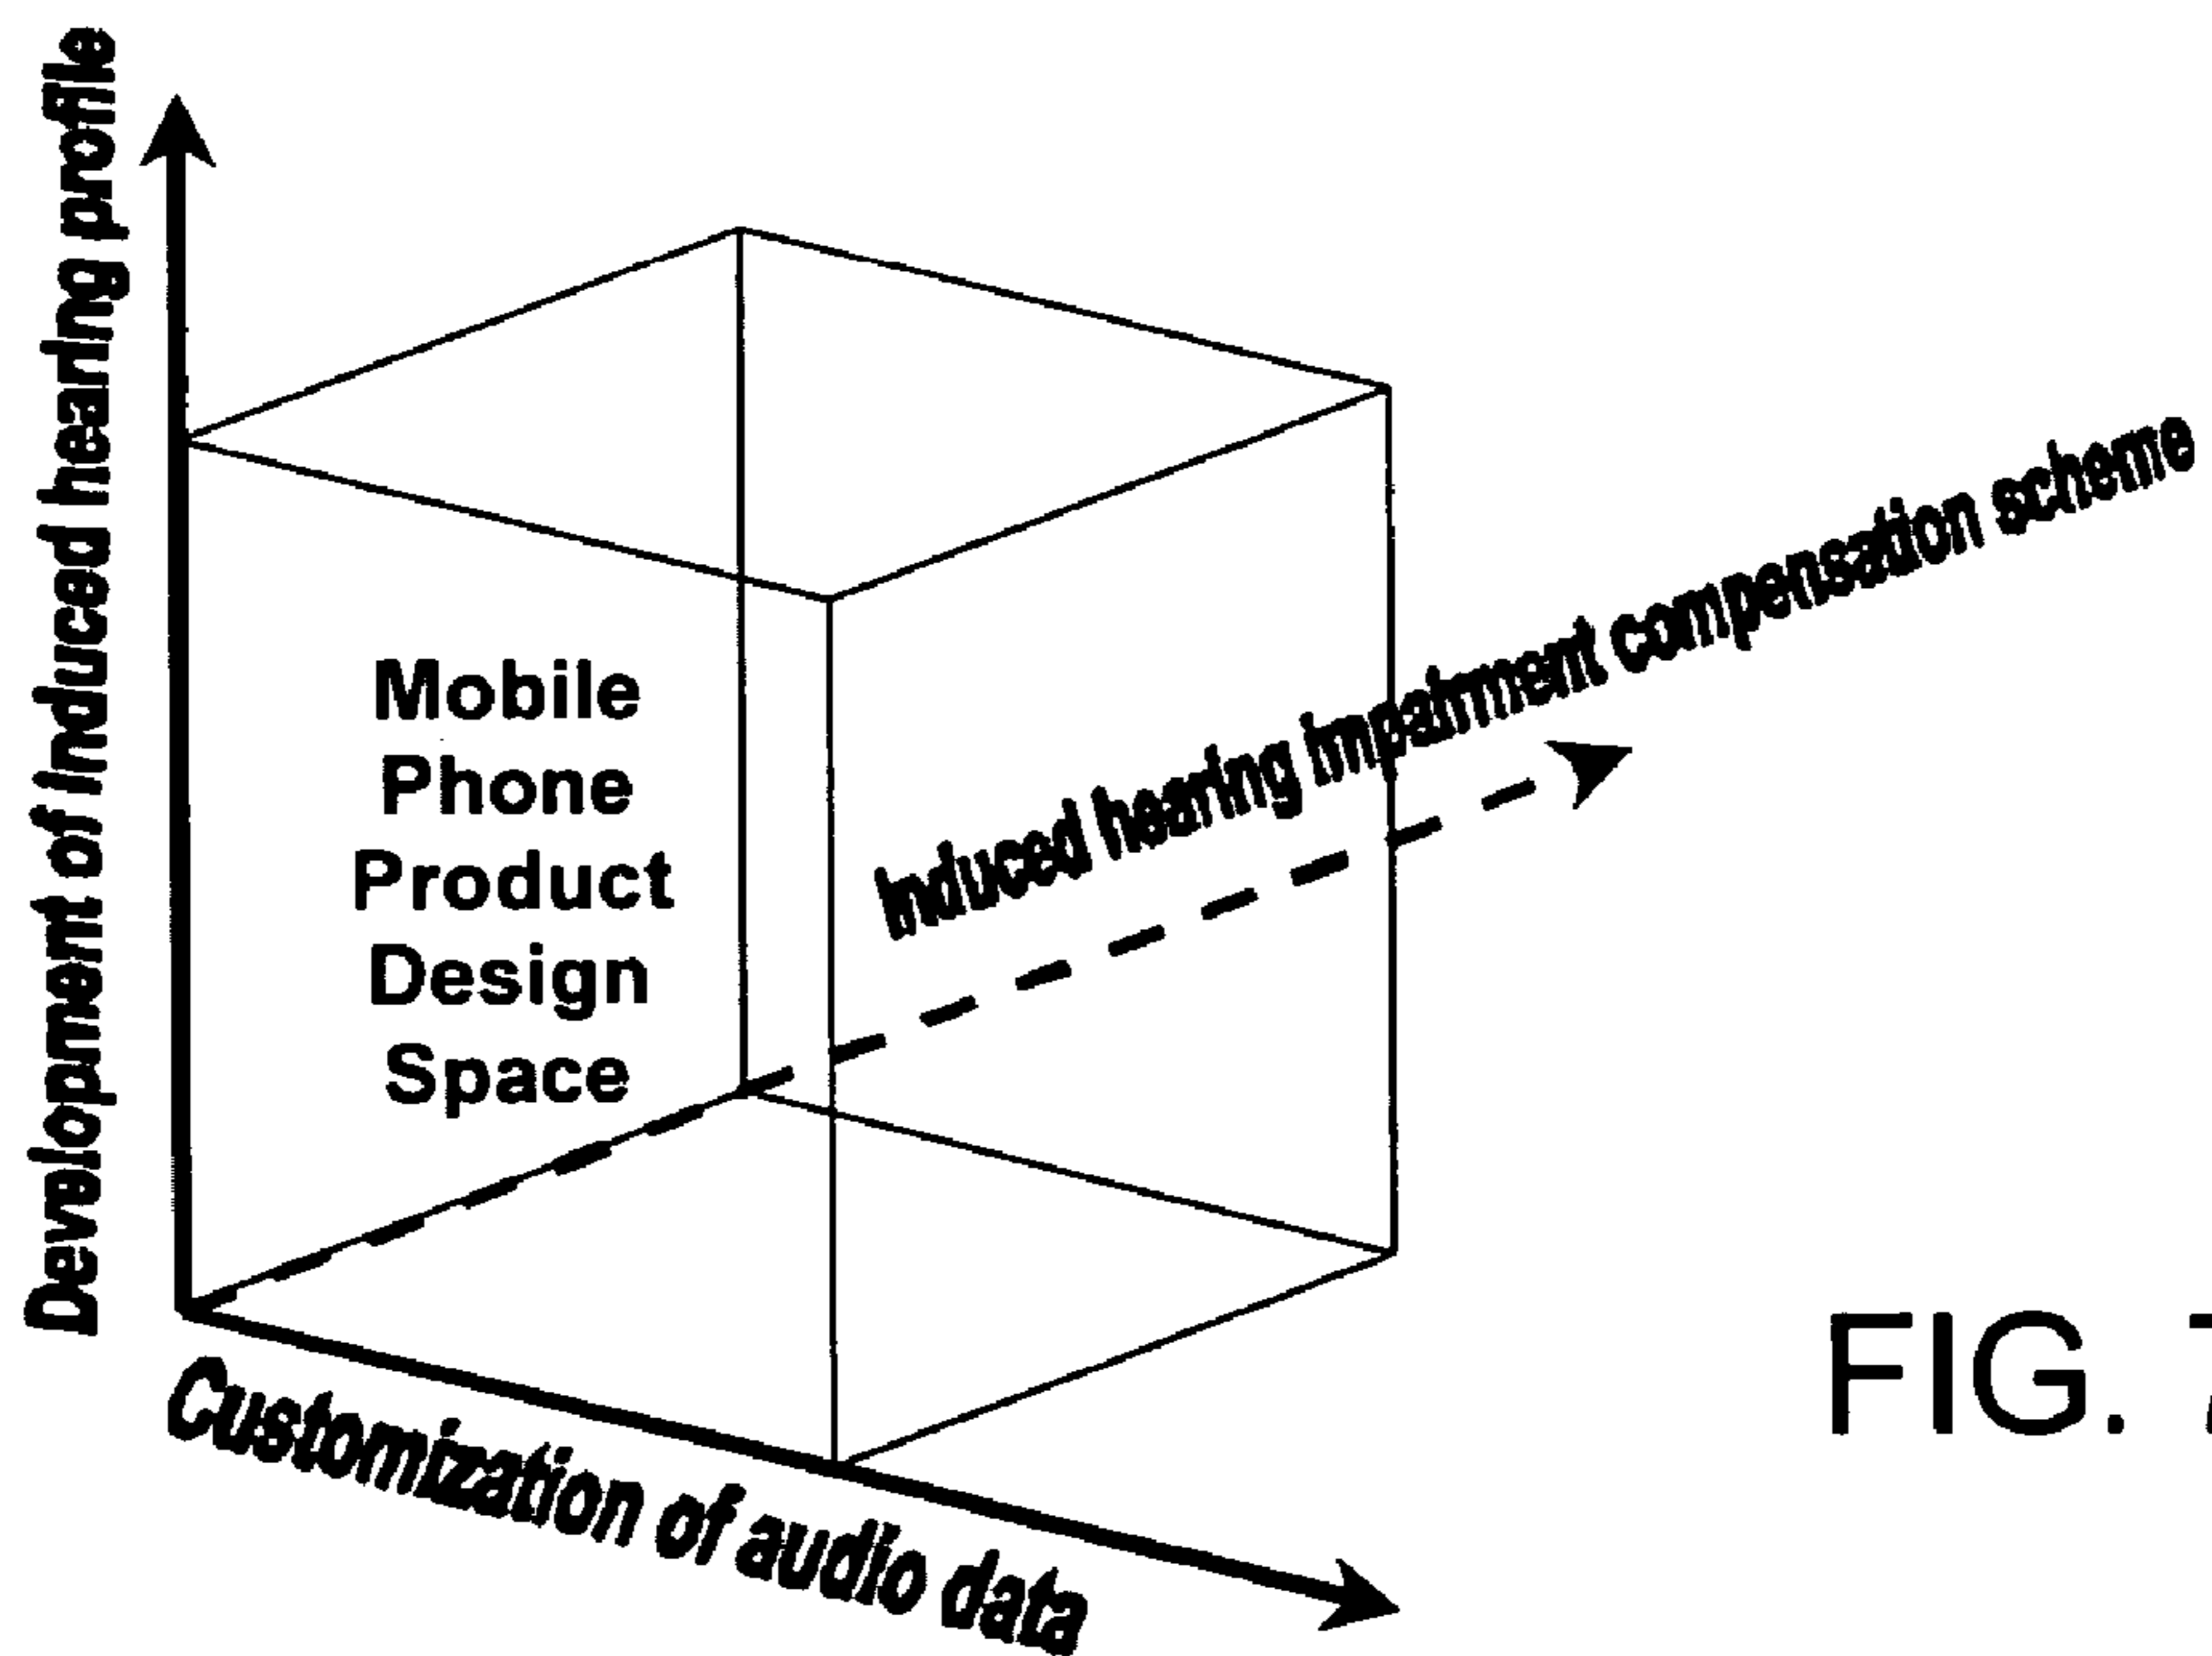 Development of induced hearing profile
Mobile
Phone
Product
Design
Space
Induced hearing impairment compensation scheme
Customization of audio data
FIG.